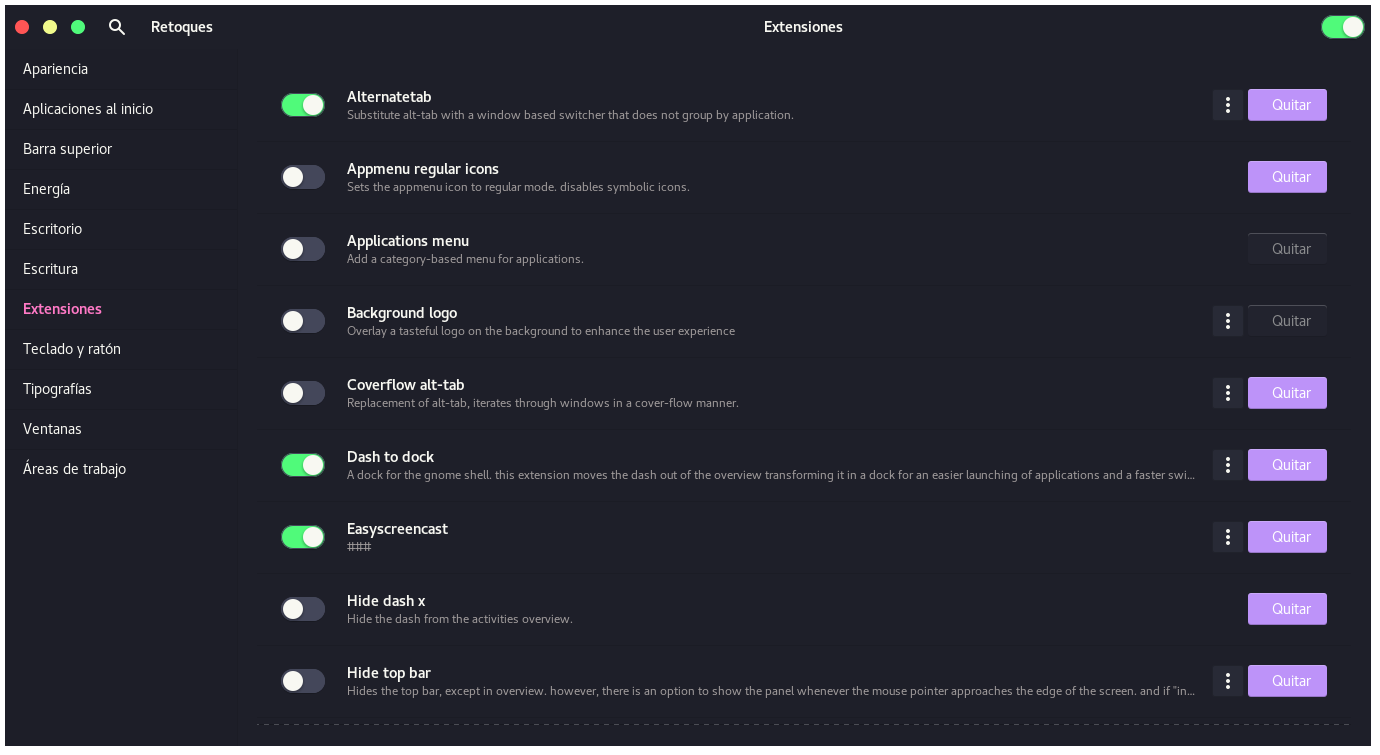 Retoques
Extensiones
Apariencia
Aplicaciones al inicio
Barra superior
Energía
Escritorio
Escritura
Extensiones
Teclado y ratón
Tipografías
Ventanas
Áreas de trabajo
Alternatetab
Substitute alt-tab with a window based switcher that does not group by application.
Quitar
Appmenu regular icons
Sets the appmenu icon to regular mode. disables symbolic icons.
Quitar
Applications menu
Add a category-based menu for applications.
Quitar
Background logo
Overlay a tasteful logo on the background to enhance the user experience
Quitar
Coverflow alt-tab
Replacement of alt-tab, iterates through windows in a cover-flow manner.
Quitar
Dash to dock
A dock for the gnome shell. this extension moves the dash out of the overview transforming it in a dock for an easier launching of applications and a faster swi...
Quitar
Easyscreencast
###
Quitar
Hide dash x
Hide the dash from the activities overview.
Quitar
Hide top bar
Hides the top bar, except in overview. however, there is an option to show the panel whenever the mouse pointer approaches the edge of the screen. and if "in...
Quitar